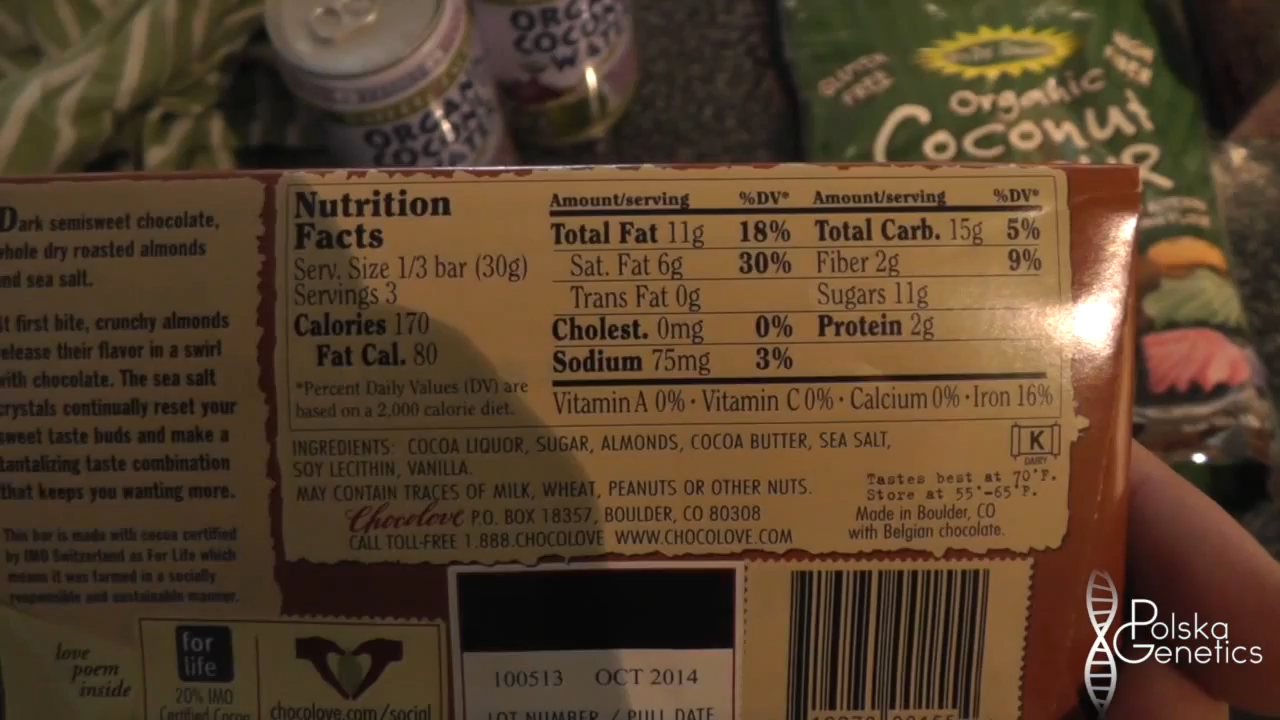 ORGANIC
COCON
WATE
ORGAN
COCON
WATE
GLUTEN
FREE
Organic
Coconut
Dark semisweet chocolate,
whole dry roasted almonds
and sea salt.
At first bite, crunchy almonds
release their flavor in a swirl
with chocolate. The sea salt
crystals continually reset your
sweet taste buds and make a
tantalizing taste combination
that keeps you wanting more.
This bar is made with cocoa certified
by IMO Switzerland as For Life which
means it was farmed in a socially
responsible and sustainable manner.
love
poem
inside
for
life
20% IMO
Certified Cocoa
chocolove.com/social
Nutrition
Facts
Serv. Size 1/3 bar (30g)
Servings 3
Calories 170
Fat Cal. 80
*Percent Daily Values (DV) are
based on a 2,000 calorie diet.
Amount/serving %DV* Amount/serving %DV*
Total Fat 11g 18% Total Carb. 15g 5%
Sat. Fat 6g 30% Fiber 2g 9%
Trans Fat 0g Sugars 11g
Cholest. 0mg 0% Protein 2g
Sodium 75mg 3%
Vitamin A 0% · Vitamin C 0% · Calcium 0% · Iron 16%
INGREDIENTS: COCOA LIQUOR, SUGAR, ALMONDS, COCOA BUTTER, SEA SALT,
SOY LECITHIN, VANILLA.
MAY CONTAIN TRACES OF MILK, WHEAT, PEANUTS OR OTHER NUTS.
Chocolove P.O. BOX 18357, BOULDER, CO 80308
CALL TOLL-FREE 1.888.CHOCOLOVE WWW.CHOCOLOVE.COM
K
DAIRY
Tastes best at 70°F.
Store at 55°-65°F.
Made in Boulder, CO
with Belgian chocolate.
100513 OCT 2014
LOT NUMBER / PULL DATE
Polska
Genetics